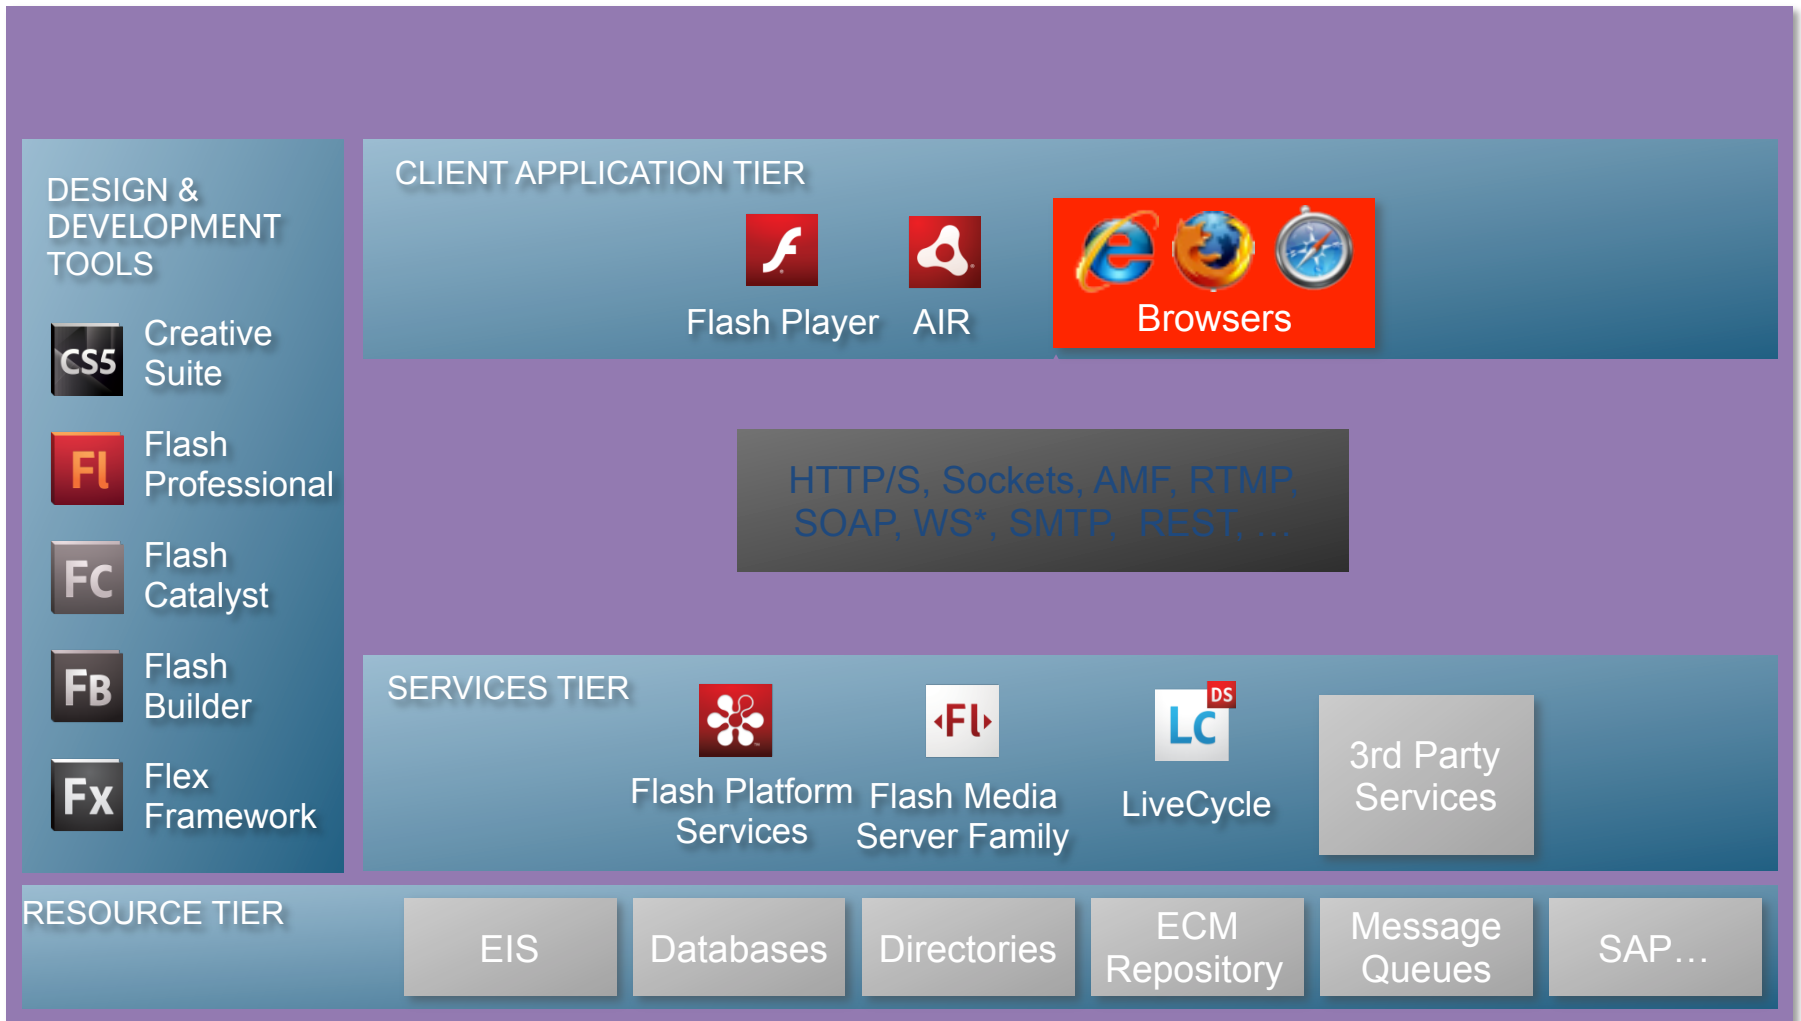 DESIGN &
DEVELOPMENT
TOOLS
CS5
Creative
Suite
Fl
Flash
Professional
Fc
Flash
Catalyst
FB
Flash
Builder
Fx
Flex
Framework
CLIENT APPLICATION TIER
Flash Player
AIR
Browsers
HTTP/S, Sockets, AMF, RTMP,
SOAP, WS*, SMTP, REST, …
SERVICES TIER
Flash Platform
Services
Fl
Flash Media
Server Family
DS
LC
LiveCycle
3rd Party
Services
RESOURCE TIER
EIS
Databases
Directories
ECM
Repository
Message
Queues
SAP…